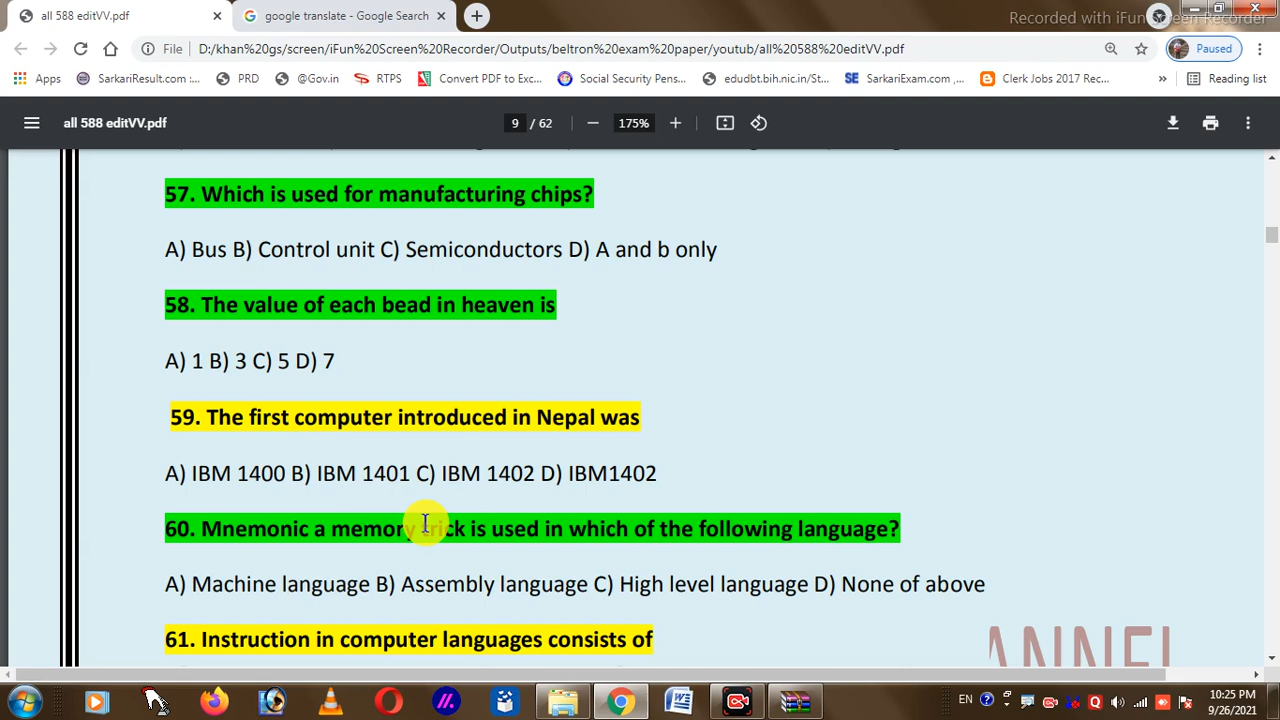 all 588 editVV.pdf
google translate - Google Search
Recorded with iFun Screen Recorder
File
D:/khan%20gs/screen/iFun%20Screen%20Recorder/Outputs/beltron%20exam%20paper/youtub/all%20588%20editVV.pdf
Paused
Apps
SarkariResult.com :...
PRD
@Gov.in
RTPS
Convert PDF to Exc...
Social Security Pens...
edudbt.bih.nic.in/St...
SarkariExam.com ,...
Clerk Jobs 2017 Rec...
»
Reading list
all 588 editVV.pdf
9 / 62
175%
57. Which is used for manufacturing chips?
A) Bus B) Control unit C) Semiconductors D) A and b only
58. The value of each bead in heaven is
A) 1 B) 3 C) 5 D) 7
59. The first computer introduced in Nepal was
A) IBM 1400 B) IBM 1401 C) IBM 1402 D) IBM1402
60. Mnemonic a memory trick is used in which of the following language?
A) Machine language B) Assembly language C) High level language D) None of above
61. Instruction in computer languages consists of
EN
10:25 PM
9/26/2021